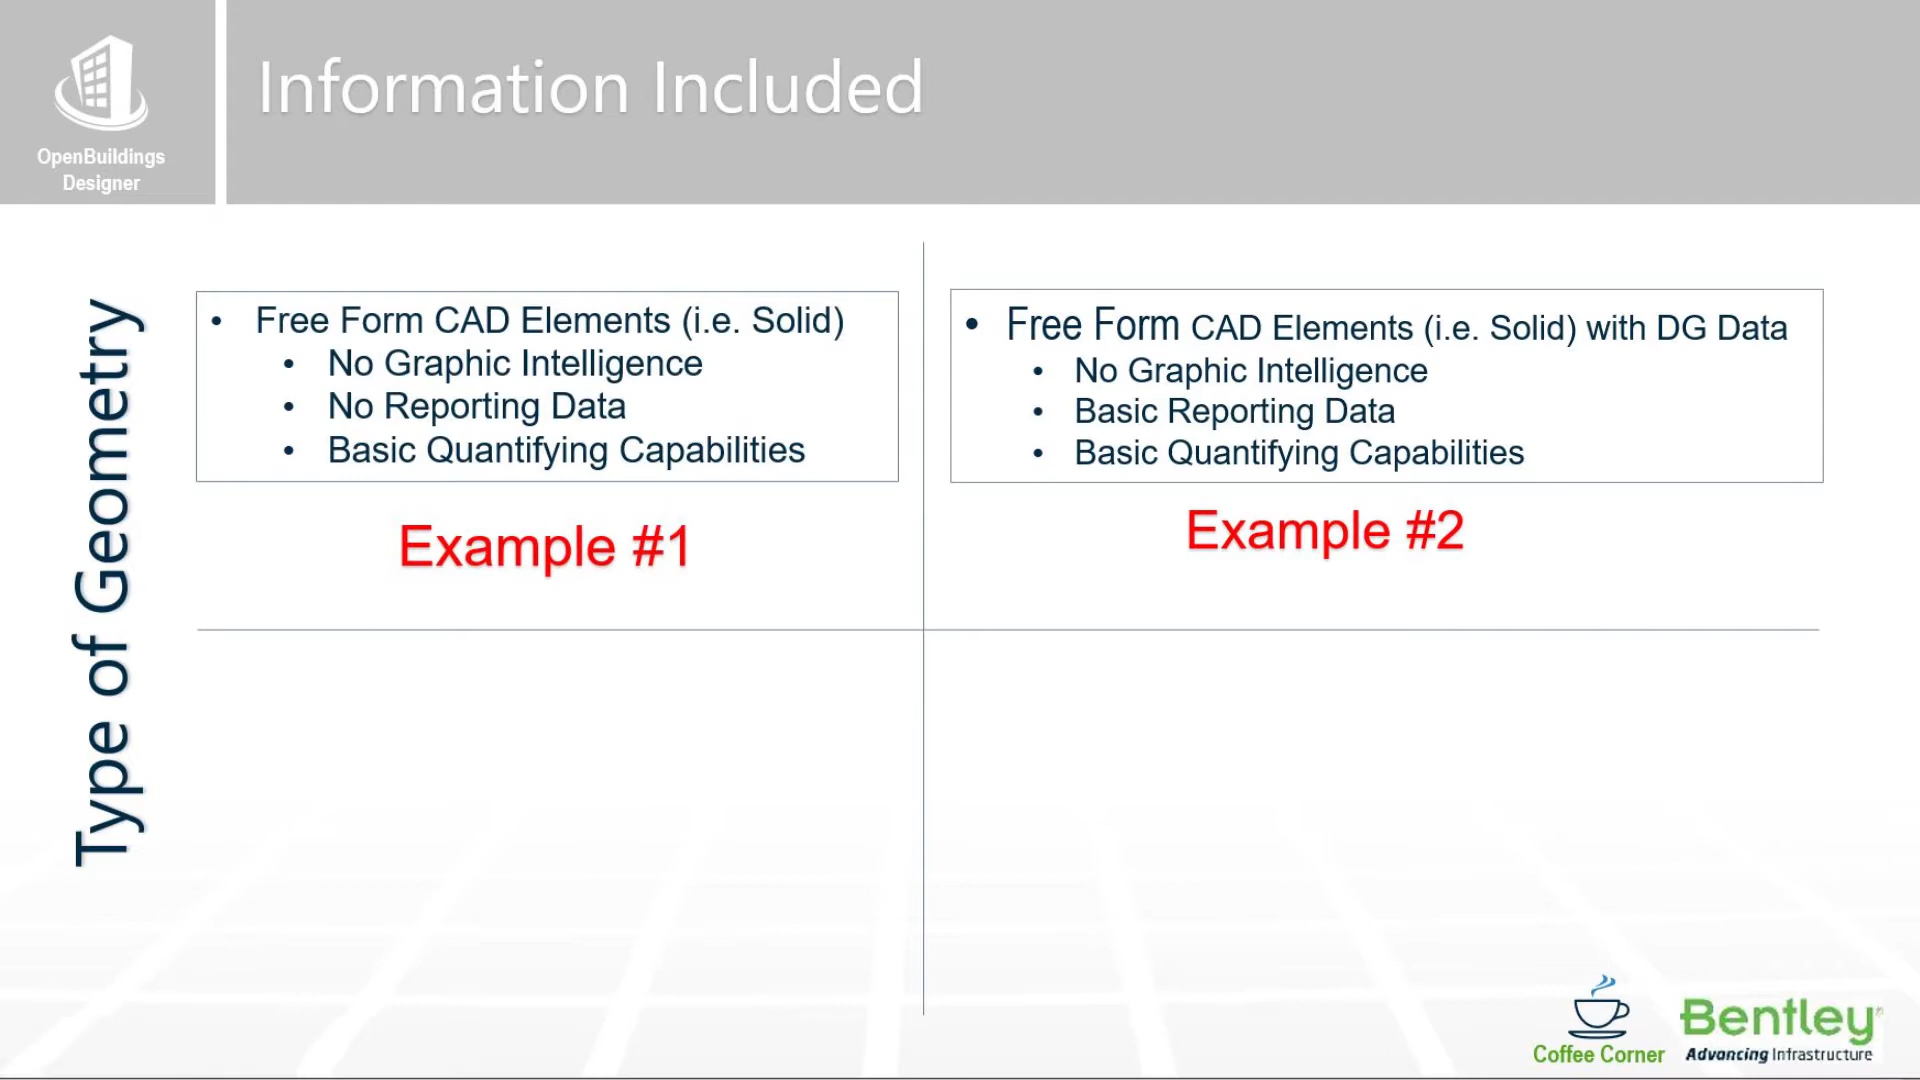 OpenBuildings
Designer
Information Included
Type of Geometry
• Free Form CAD Elements (i.e. Solid)
• No Graphic Intelligence
• No Reporting Data
• Basic Quantifying Capabilities
Example #1
• Free Form CAD Elements (i.e. Solid) with DG Data
• No Graphic Intelligence
• Basic Reporting Data
• Basic Quantifying Capabilities
Example #2
Coffee Corner
Bentley®
Advancing Infrastructure